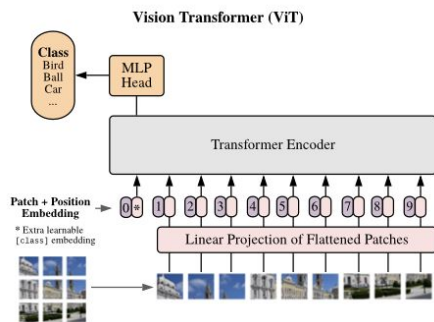 Vision Transformer (ViT)
Class
Bird
Ball
Car
...
MLP
Head
Transformer Encoder
Patch + Position
Embedding
0 * 1 2 3 4 5 6 7 8 9
* Extra learnable
[class] embedding
Linear Projection of Flattened Patches